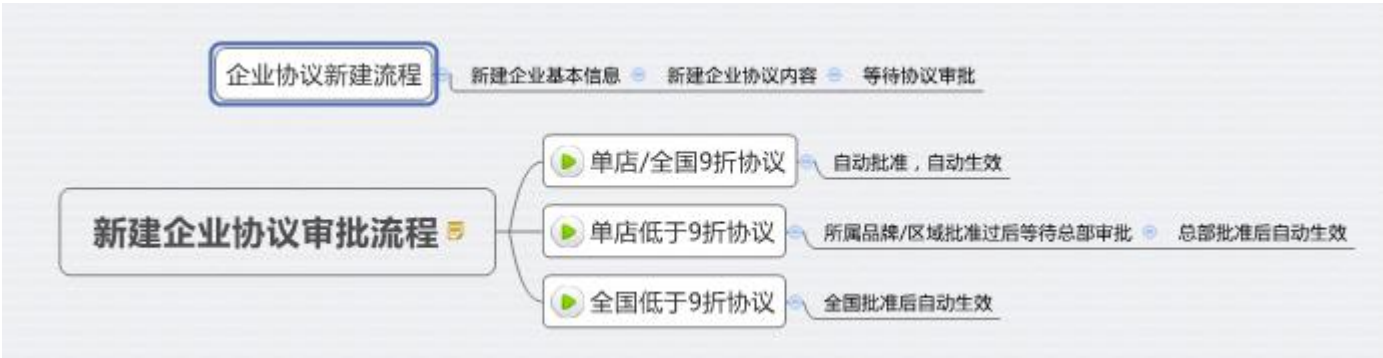 企业协议新建流程 新建企业基本信息 新建企业协议内容 等待协议审批
单店/全国9折协议 自动批准，自动生效
新建企业协议审批流程 单店低于9折协议 所属品牌/区域批准过后等待总部审批 总部批准后自动生效
全国低于9折协议 全国批准后自动生效